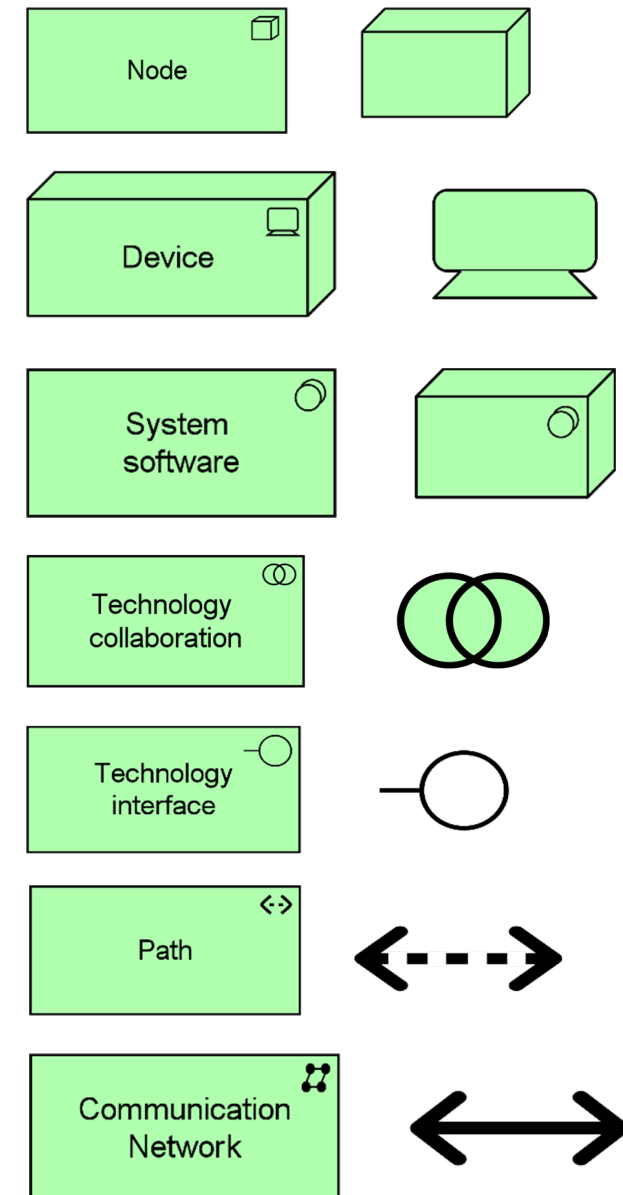 Node
Device
System
software
Technology
collaboration
Technology
interface
Path
Communication
Network